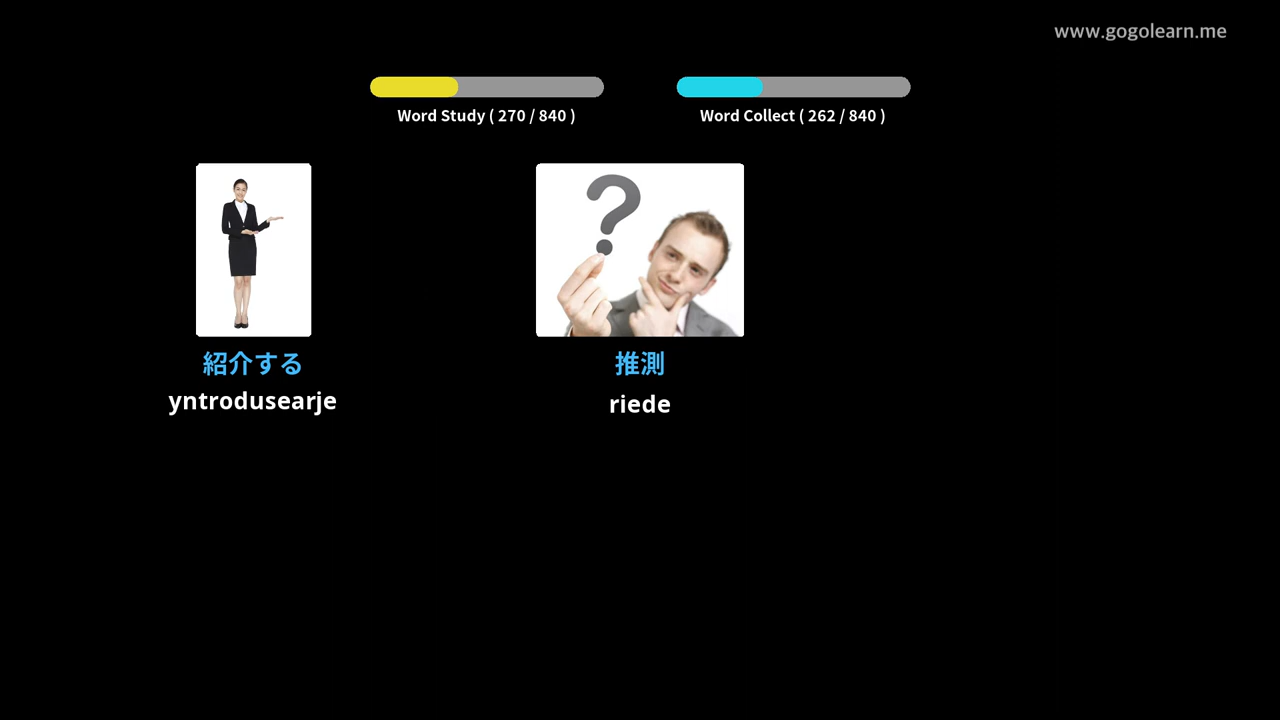 www.gogolearn.me
Word Study ( 270 / 840 )
Word Collect ( 262 / 840 )
紹介する
yntrodusearje
推測
riede